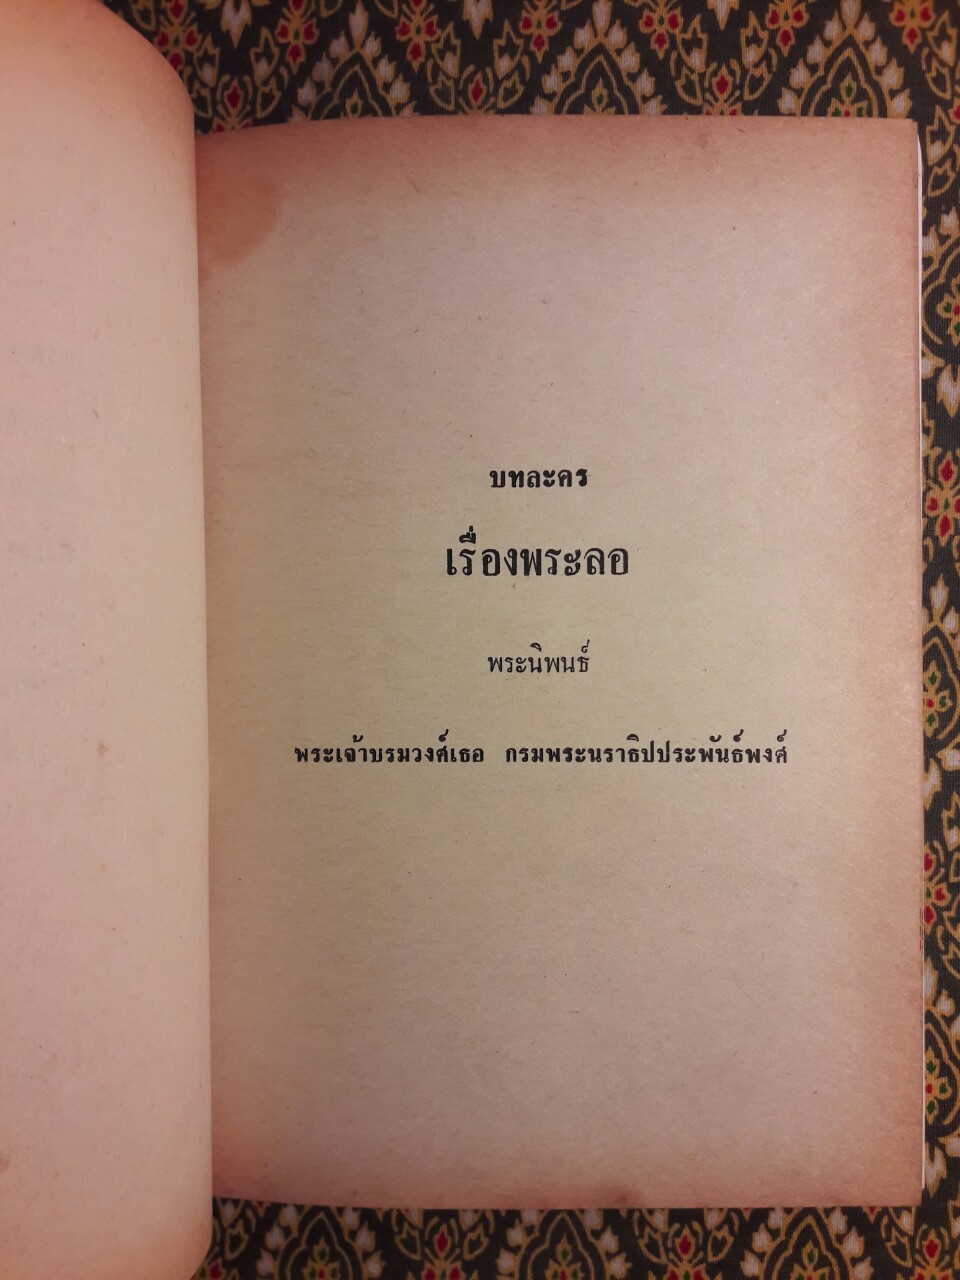 บทละคร
เรื่องพระลอ
พระนิพนธ์
พระเจ้าบรมวงศ์เธอ กรมพระนราธิปประพันธ์พงศ์